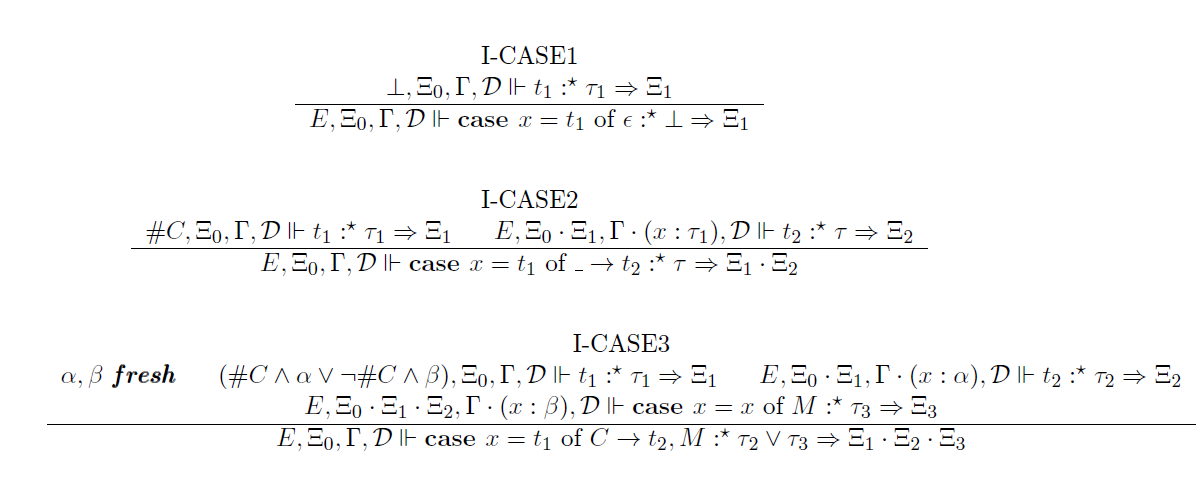 I-CASE1
⊥, Ξ₀, Γ, 𝒟 ⊩ t₁ :* τ₁ ⇒ Ξ₁
E, Ξ₀, Γ, 𝒟 ⊩ case x = t₁ of ϵ :* ⊥ ⇒ Ξ₁
I-CASE2
#C, Ξ₀, Γ, 𝒟 ⊩ t₁ :* τ₁ ⇒ Ξ₁ E, Ξ₀ · Ξ₁, Γ · (x : τ₁), 𝒟 ⊩ t₂ :* τ ⇒ Ξ₂
E, Ξ₀, Γ, 𝒟 ⊩ case x = t₁ of _ → t₂ :* τ ⇒ Ξ₁ · Ξ₂
I-CASE3
α, β fresh (#C ∧ α ∨ ¬#C ∧ β), Ξ₀, Γ, 𝒟 ⊩ t₁ :* τ₁ ⇒ Ξ₁ E, Ξ₀ · Ξ₁, Γ · (x : α), 𝒟 ⊩ t₂ :* τ₂ ⇒ Ξ₂
E, Ξ₀ · Ξ₁ · Ξ₂, Γ · (x : β), 𝒟 ⊩ case x = x of M :* τ₃ ⇒ Ξ₃
E, Ξ₀, Γ, 𝒟 ⊩ case x = t₁ of C → t₂, M :* τ₂ ∨ τ₃ ⇒ Ξ₁ · Ξ₂ · Ξ₃